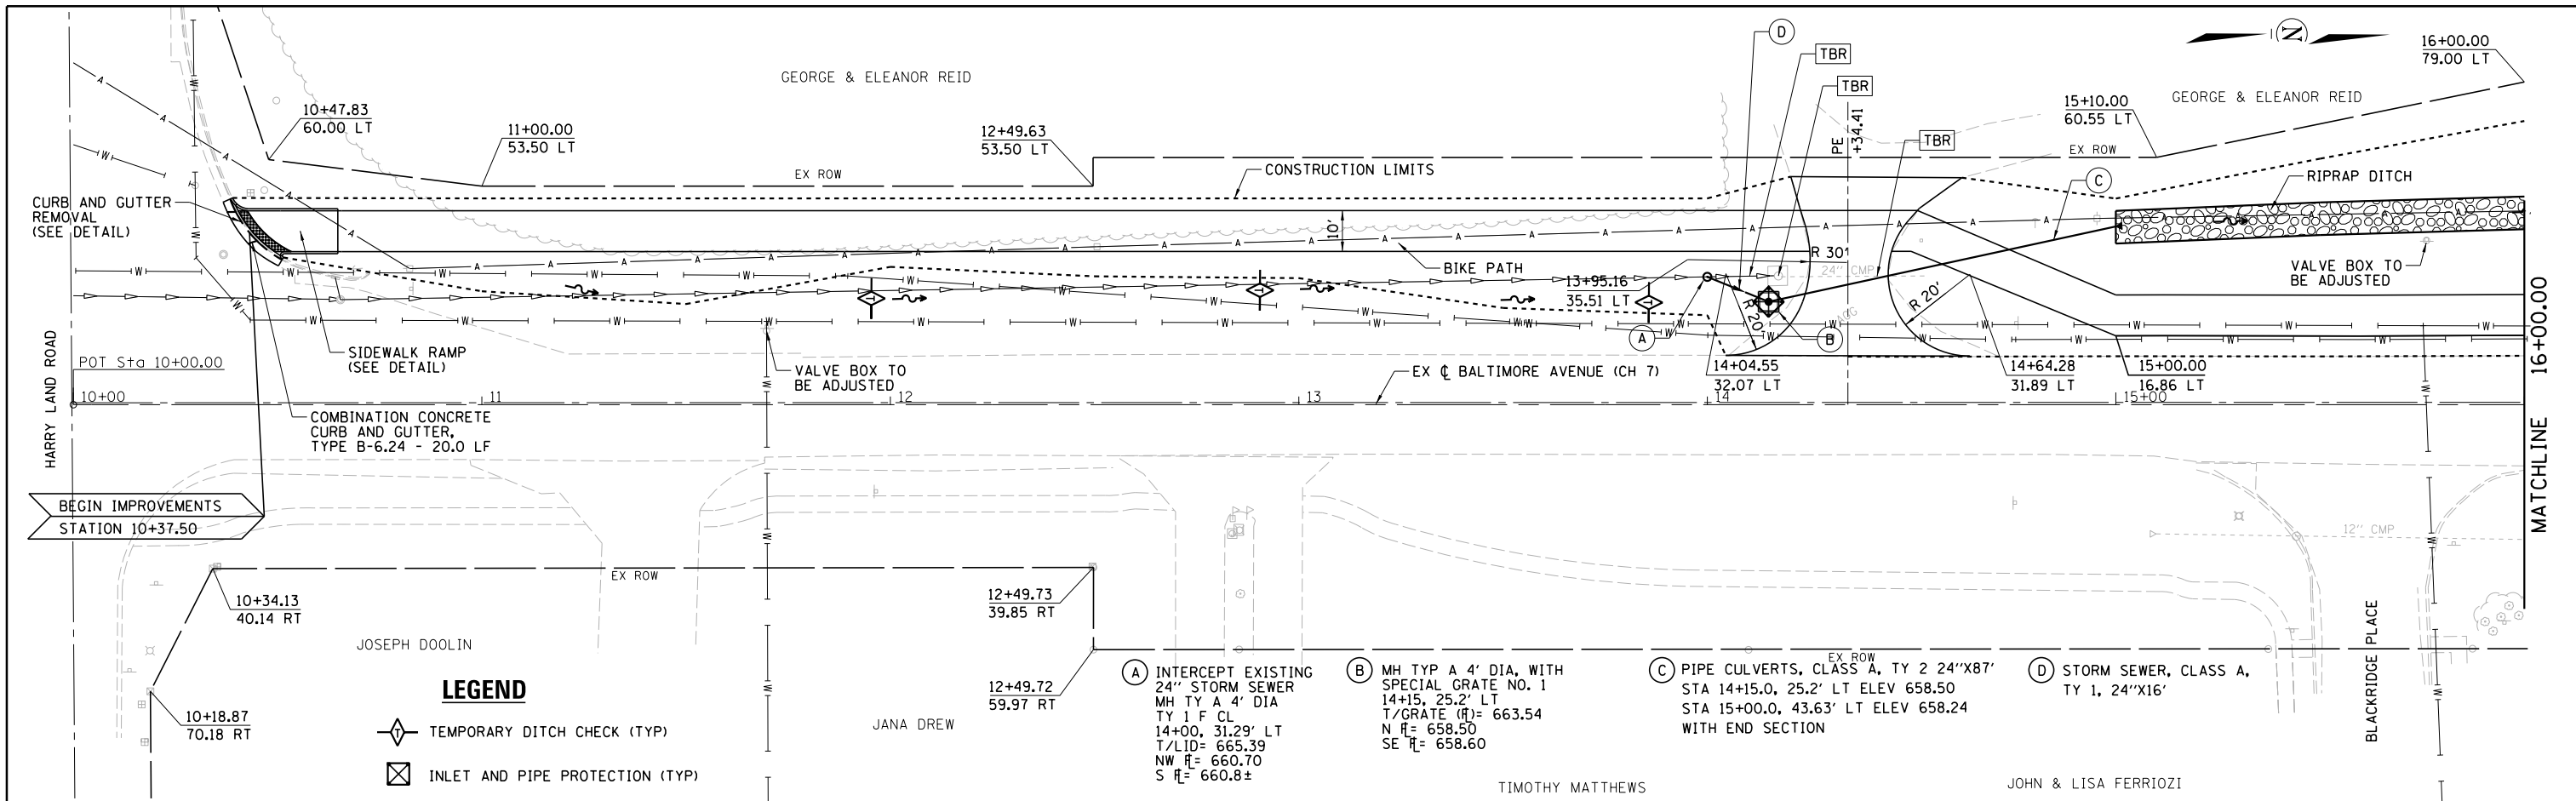 GEORGE & ELEANOR REID
N
16+00.00
79.00 LT
D
TBR
TBR
TBR
10+47.83
60.00 LT
11+00.00
53.50 LT
12+49.63
53.50 LT
15+10.00
60.55 LT
GEORGE & ELEANOR REID
PE
+34.41
EX ROW
EX ROW
CONSTRUCTION LIMITS
C
RIPRAP DITCH
CURB AND GUTTER
REMOVAL
(SEE DETAIL)
10'
BIKE PATH
R 30'
24" CMP
13+95.16
35.51 LT
R 20'
R 20'
AGG
VALVE BOX TO
BE ADJUSTED
A
B
HARRY LAND ROAD
POT Sta 10+00.00
SIDEWALK RAMP
(SEE DETAIL)
VALVE BOX TO
BE ADJUSTED
EX ℄ BALTIMORE AVENUE (CH 7)
14+04.55
32.07 LT
14+64.28
31.89 LT
15+00.00
16.86 LT
10+00
11
12
13
14
15+00
MATCHLINE 16+00.00
COMBINATION CONCRETE
CURB AND GUTTER,
TYPE B-6.24 - 20.0 LF
BEGIN IMPROVEMENTS
STATION 10+37.50
12" CMP
EX ROW
10+34.13
40.14 RT
12+49.73
39.85 RT
JOSEPH DOOLIN
12+49.72
59.97 RT
10+18.87
70.18 RT
JANA DREW
EX ROW
BLACKRIDGE PLACE
LEGEND
T TEMPORARY DITCH CHECK (TYP)
INLET AND PIPE PROTECTION (TYP)
A INTERCEPT EXISTING
24" STORM SEWER
MH TY A 4' DIA
TY 1 F CL
14+00, 31.29' LT
T/LID= 665.39
NW FL= 660.70
S FL= 660.8±
B MH TYP A 4' DIA, WITH
SPECIAL GRATE NO. 1
14+15, 25.2' LT
T/GRATE (FL)= 663.54
N FL= 658.50
SE FL= 658.60
C PIPE CULVERTS, CLASS A, TY 2 24"X87'
STA 14+15.0, 25.2' LT ELEV 658.50
STA 15+00.0, 43.63' LT ELEV 658.24
WITH END SECTION
D STORM SEWER, CLASS A,
TY 1, 24"X16'
TIMOTHY MATTHEWS
JOHN & LISA FERRIOZI